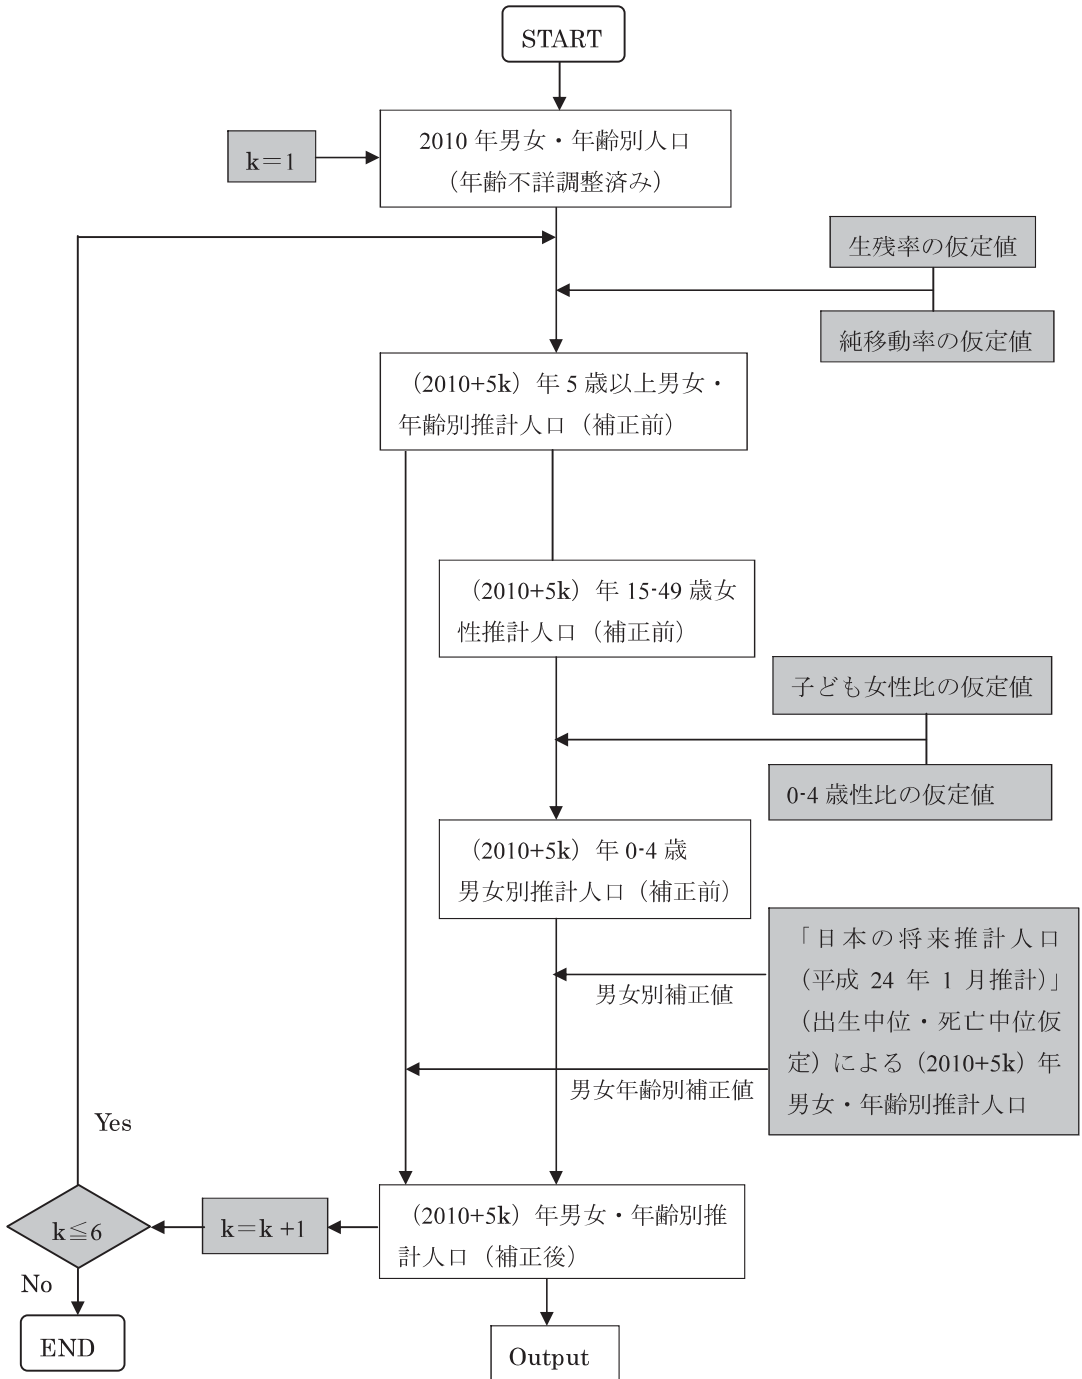 START
k=1
2010 年男女・年齢別人口
（年齢不詳調整済み）
生残率の仮定値
純移動率の仮定値
（2010+5k）年 5 歳以上男女・
年齢別推計人口（補正前）
（2010+5k）年 15-49 歳女
性推計人口（補正前）
子ども女性比の仮定値
0-4 歳性比の仮定値
（2010+5k）年 0-4 歳
男女別推計人口（補正前）
「日本の将来推計人口
（平成 24 年 1 月推計）」
（出生中位・死亡中位仮
定）による（2010+5k）年
男女・年齢別推計人口
男女別補正値
男女年齢別補正値
Yes
（2010+5k）年男女・年齢別推
計人口（補正後）
k=k +1
k≦6
No
END
Output